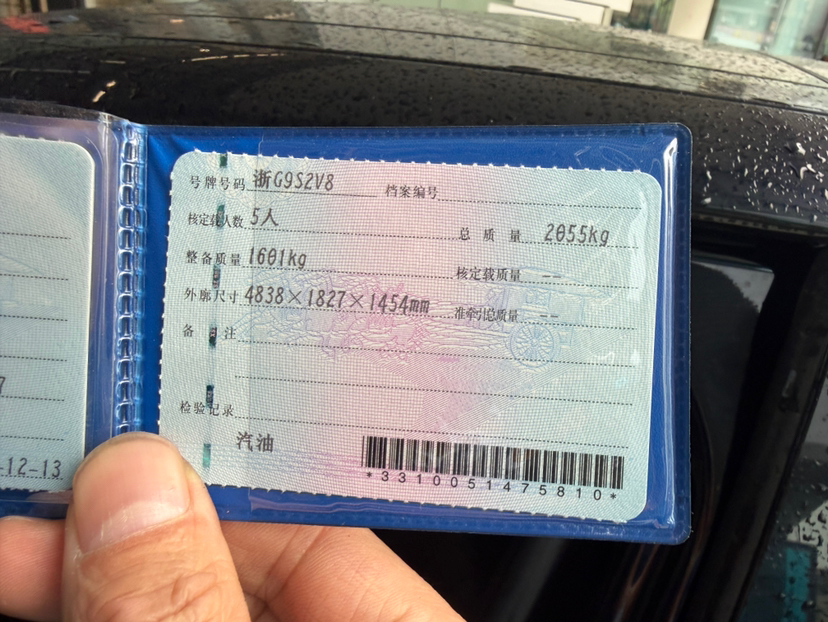 号牌号码 浙G9S2V8 档案编号
核定载人数 5人 总质量 2055kg
整备质量 1601kg 核定载质量 --
外廓尺寸 4838×1827×1454mm 准牵引总质量 --
备注
检验记录
汽油
*3310051475810*
-12-13
7